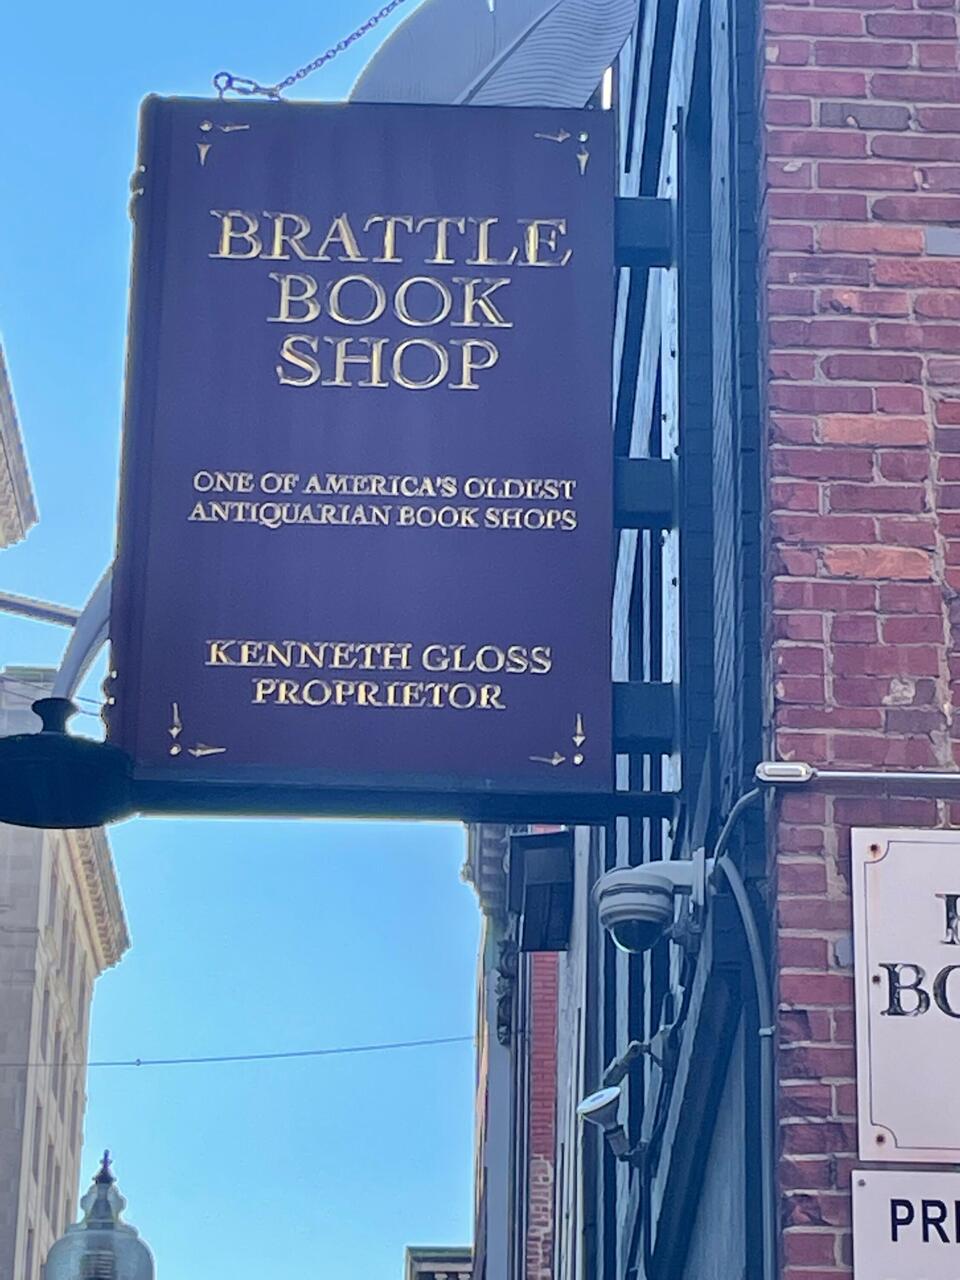 BRATTLE
BOOK
SHOP
ONE OF AMERICA'S OLDEST
ANTIQUARIAN BOOK SHOPS
KENNETH GLOSS
PROPRIETOR